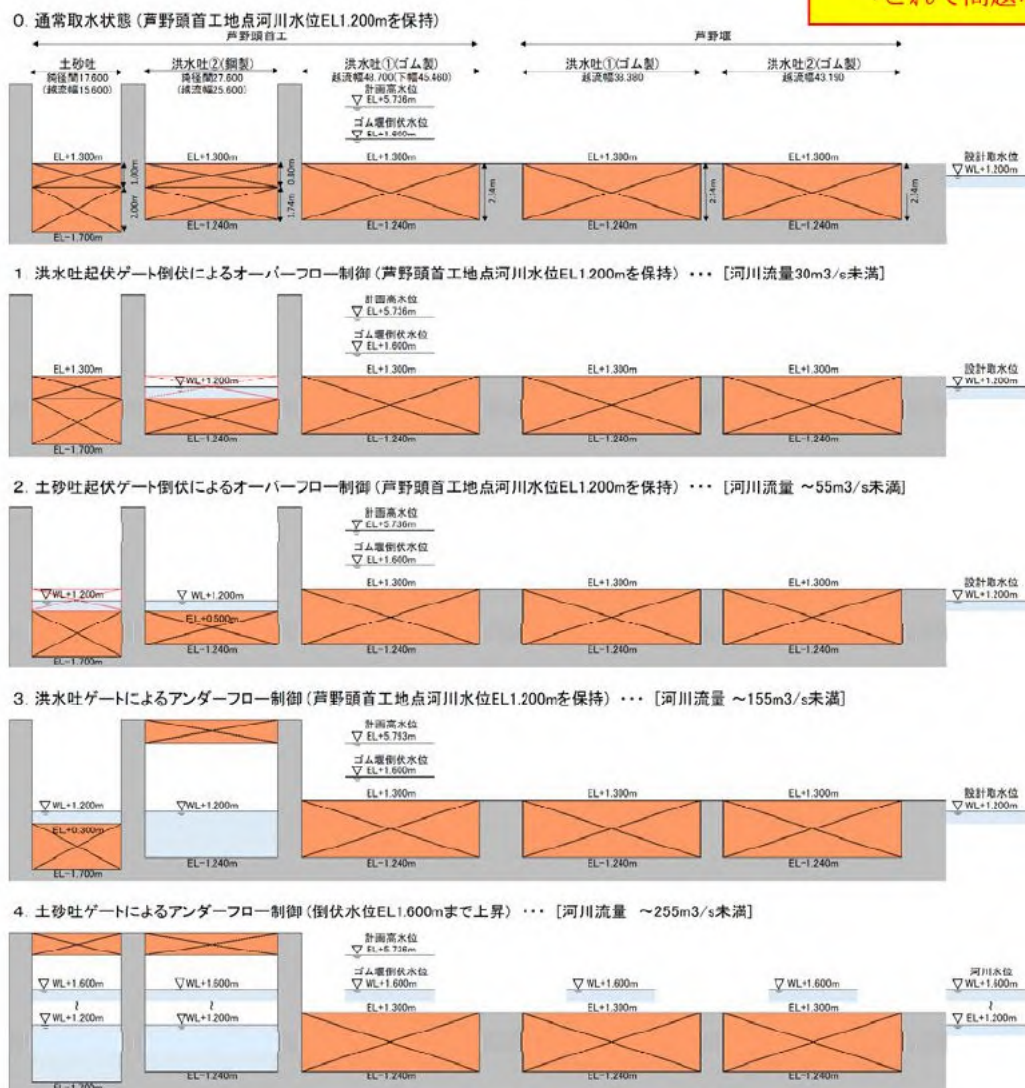 0. 通常取水状態(芦野頭首工地点河川水位EL1.200mを保持)
芦野頭首工
芦野堰
土砂吐
純径間17.600
(越流幅15.600)
洪水吐②(鋼製)
純径間27.600
(越流幅25.600)
洪水吐①(ゴム製)
越流幅48.700(下幅45.460)
洪水吐①(ゴム製)
越流幅38.380
洪水吐②(ゴム製)
越流幅43.190
計画高水位
▽EL+5.736m
ゴム堰倒伏水位
▽EL+1.600m
EL+1.300m
EL+1.300m
EL+1.300m
EL+1.300m
EL+1.300m
設計取水位
▽WL+1.200m
1.00m
2.00m
0.80m
1.74m
2.54m
2.54m
2.54m
EL-1.700m
EL-1.240m
EL-1.240m
EL-1.240m
EL-1.240m
1. 洪水吐起伏ゲート倒伏によるオーバーフロー制御(芦野頭首工地点河川水位EL1.200mを保持)・・・[河川流量30m3/s未満]
計画高水位
▽EL+5.736m
ゴム堰倒伏水位
▽EL+1.600m
EL+1.300m
▽WL+1.200m
EL+1.300m
EL+1.300m
EL+1.300m
設計取水位
▽WL+1.200m
EL-1.700m
EL-1.240m
EL-1.240m
EL-1.240m
EL-1.240m
2. 土砂吐起伏ゲート倒伏によるオーバーフロー制御(芦野頭首工地点河川水位EL1.200mを保持)・・・[河川流量 ～55m3/s未満]
計画高水位
▽EL+5.736m
ゴム堰倒伏水位
▽EL+1.600m
▽WL+1.200m
▽WL+1.200m
EL+1.300m
EL+1.300m
EL+1.300m
設計取水位
▽WL+1.200m
EL+0.500m
EL-1.700m
EL-1.240m
EL-1.240m
EL-1.240m
EL-1.240m
3. 洪水吐ゲートによるアンダーフロー制御(芦野頭首工地点河川水位EL1.200mを保持)・・・[河川流量 ～155m3/s未満]
計画高水位
▽EL+5.793m
ゴム堰倒伏水位
▽EL+1.600m
▽WL+1.200m
▽WL+1.200m
EL+1.300m
EL+1.300m
EL+1.300m
設計取水位
▽WL+1.200m
EL+0.300m
EL-1.700m
EL-1.240m
EL-1.240m
EL-1.240m
EL-1.240m
4. 土砂吐ゲートによるアンダーフロー制御(倒伏水位EL1.600mまで上昇)・・・[河川流量 ～255m3/s未満]
計画高水位
▽EL+5.736m
ゴム堰倒伏水位
河川水位
▽WL+1.600m
▽WL+1.600m
▽WL+1.600m
▽WL+1.600m
▽WL+1.600m
▽WL+1.600m
～
～
～
▽WL+1.200m
▽WL+1.200m
EL+1.300m
EL+1.300m
EL+1.300m
▽EL+1.200m
EL-1.700m
EL-1.240m
EL-1.240m
EL-1.240m
EL-1.240m